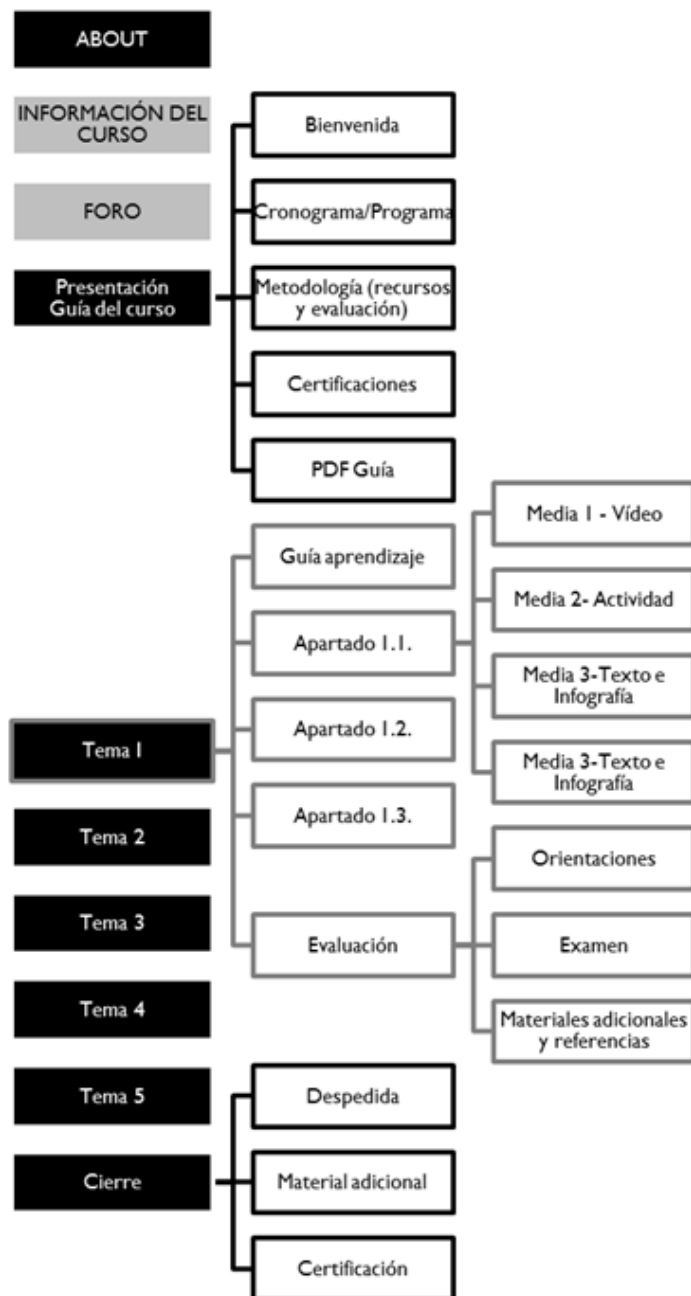 ABOUT
INFORMACIÓN DEL
CURSO
FORO
Presentación
Guía del curso
Bienvenida
Cronograma/Programa
Metodología (recursos
y evaluación)
Certificaciones
PDF Guía
Tema 1
Guía aprendizaje
Apartado 1.1.
Media 1 - Vídeo
Media 2- Actividad
Media 3-Texto e
Infografía
Media 3-Texto e
Infografía
Apartado 1.2.
Apartado 1.3.
Evaluación
Orientaciones
Examen
Materiales adicionales
y referencias
Tema 2
Tema 3
Tema 4
Tema 5
Cierre
Despedida
Material adicional
Certificación